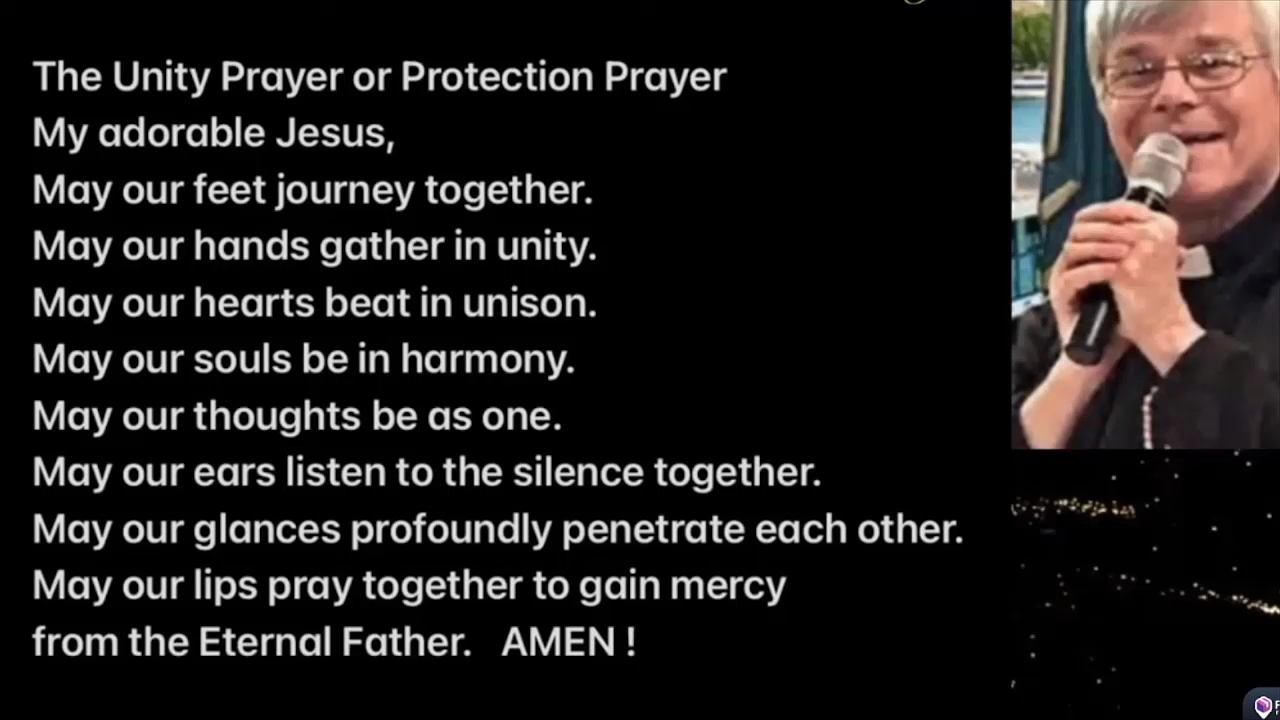 The Unity Prayer or Protection Prayer
My adorable Jesus,
May our feet journey together.
May our hands gather in unity.
May our hearts beat in unison.
May our souls be in harmony.
May our thoughts be as one.
May our ears listen to the silence together.
May our glances profoundly penetrate each other.
May our lips pray together to gain mercy
from the Eternal Father.   AMEN !